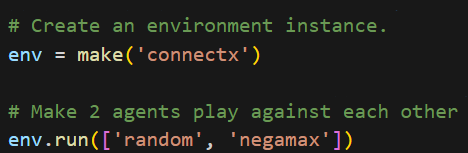 # Create an environment instance.
env = make('connectx')
# Make 2 agents play against each other
env.run(['random', 'negamax'])